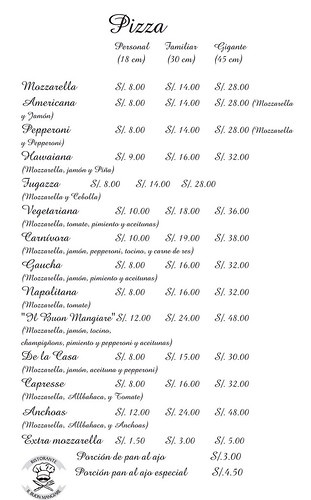 Pizza
Personal Familiar Gigante
(18 cm) (30 cm) (45 cm)
Mozzarella S/. 8.00 S/. 14.00 S/. 28.00
Americana S/. 8.00 S/. 14.00 S/. 28.00 (Mozzarella
y Jamón)
Pepperoni S/. 8.00 S/. 14.00 S/. 28.00 (Mozzarella
y Pepperoni)
Hawaiana S/. 9.00 S/. 16.00 S/. 32.00
(Mozzarella, jamón y Piña)
Fugazza S/. 8.00 S/. 14.00 S/. 28.00
(Mozzarella y Cebolla)
Vegetariana S/. 10.00 S/. 18.00 S/. 36.00
(Mozzarella, tomate, pimiento y aceitunas)
Carnívora S/. 10.00 S/. 19.00 S/. 38.00
(Mozzarella, jamón, pepperoni, tocino, y carne de res)
Gaucha S/. 8.00 S/. 16.00 S/. 32.00
(Mozzarella, jamón, pimiento y aceitunas)
Napolitana S/. 8.00 S/. 16.00 S/. 32.00
(Mozzarella, tomate)
"Il Buon Mangiare" S/. 12.00 S/. 24.00 S/. 48.00
(Mozzarella, jamón, tocino,
champigñons, pimiento y pepperoni y aceitunas)
De la Casa S/. 8.00 S/. 15.00 S/. 30.00
(Mozzarella, jamón, aceituna y pepperoni)
Capresse S/. 8.00 S/. 16.00 S/. 32.00
(Mozzarella, Allbahaca, y Tomate)
Anchoas S/. 12.00 S/. 24.00 S/. 48.00
(Mozzarella, Allbahaca, y Anchoas)
Extra mozzarella S/. 1.50 S/. 3.00 S/. 5.00
Porción de pan al ajo S/.3.00
Porción pan al ajo especial S/.4.50
RISTORANTE
IL BUON MANGIARE